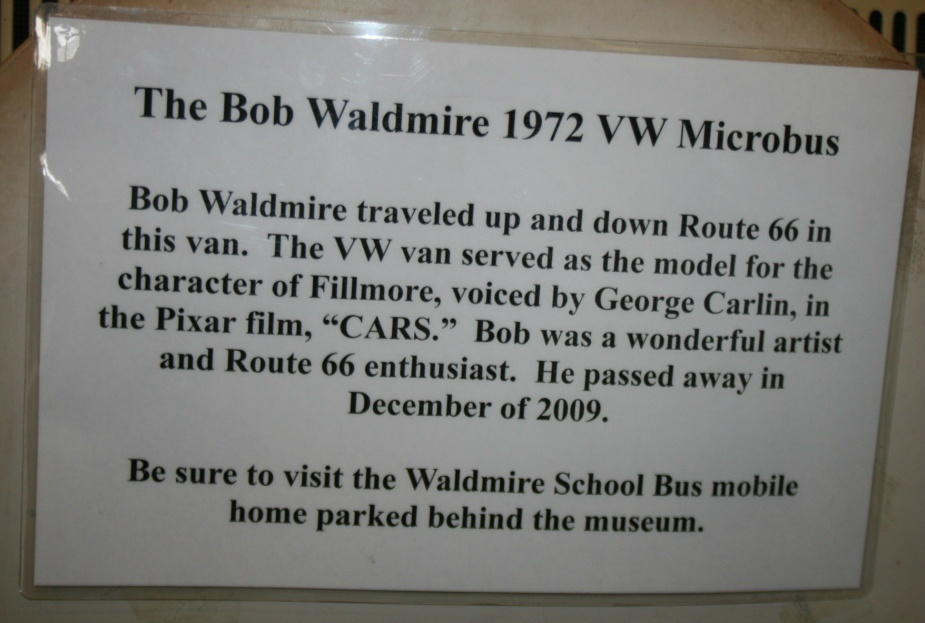 The Bob Waldmire 1972 VW Microbus
Bob Waldmire traveled up and down Route 66 in
this van. The VW van served as the model for the
character of Fillmore, voiced by George Carlin, in
the Pixar film, “CARS.” Bob was a wonderful artist
and Route 66 enthusiast. He passed away in
December of 2009.
Be sure to visit the Waldmire School Bus mobile
home parked behind the museum.